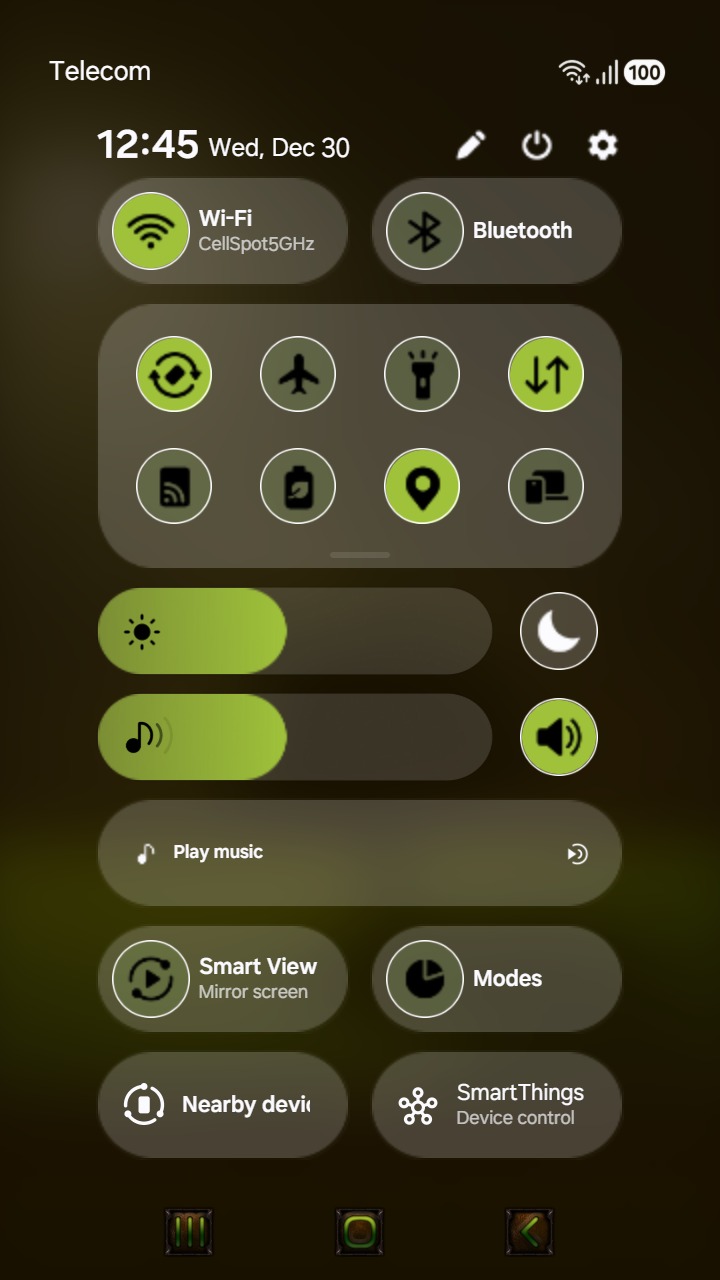 Telecom
100
12:45 Wed, Dec 30
Wi-Fi
CellSpot5GHz
Bluetooth
Play music
Smart View
Mirror screen
Modes
Nearby devi
SmartThings
Device control